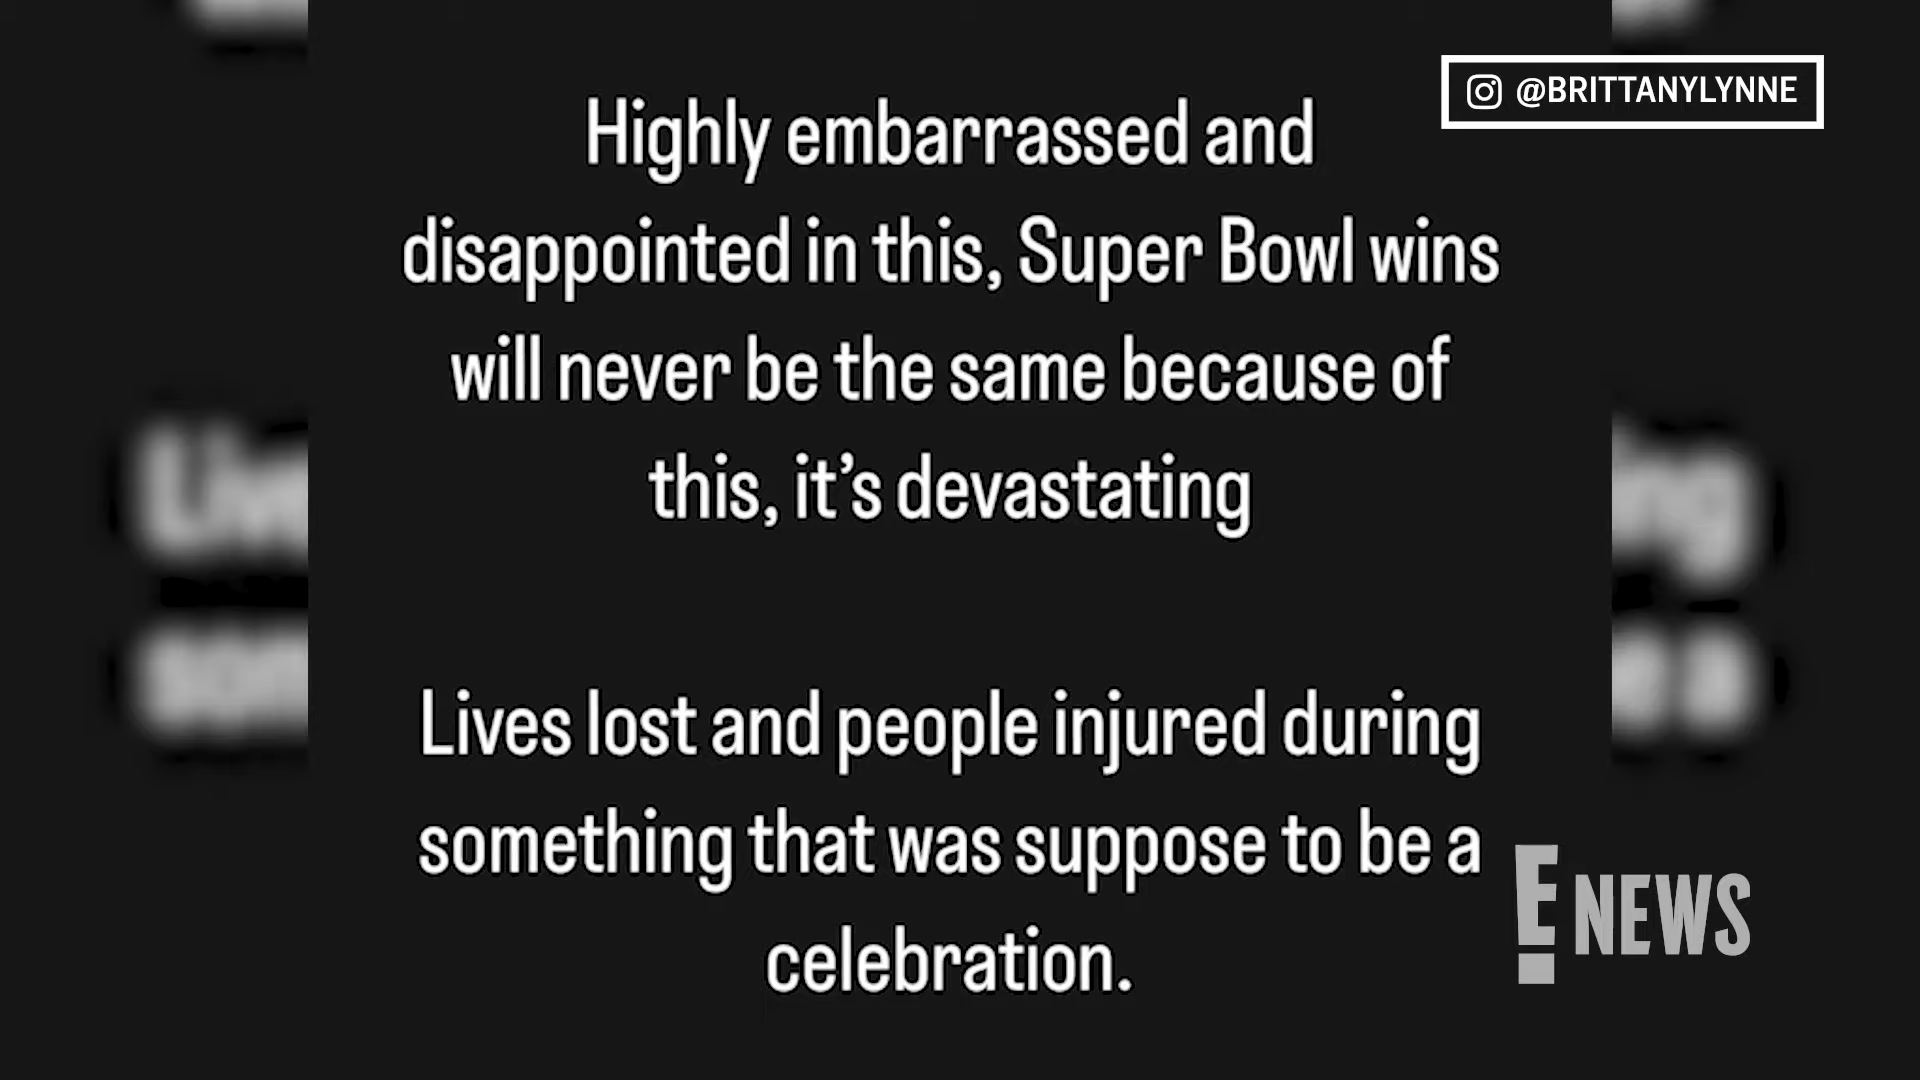 @BRITTANYLYNNE
Highly embarrassed and
disappointed in this, Super Bowl wins
will never be the same because of
this, it’s devastating
Lives lost and people injured during
something that was suppose to be a
celebration.
E! NEWS